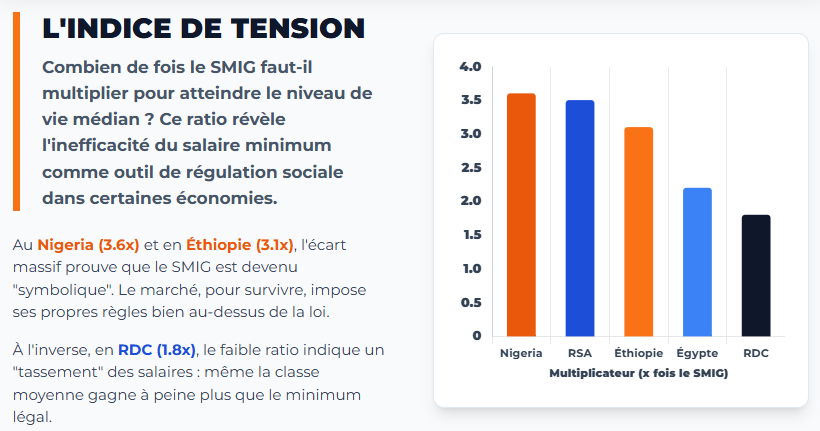 L'INDICE DE TENSION
Combien de fois le SMIG faut-il
multiplier pour atteindre le niveau de
vie médian ? Ce ratio révèle
l'inefficacité du salaire minimum
comme outil de régulation sociale
dans certaines économies.
Au Nigeria (3.6x) et en Éthiopie (3.1x), l'écart
massif prouve que le SMIG est devenu
"symbolique". Le marché, pour survivre, impose
ses propres règles bien au-dessus de la loi.
À l'inverse, en RDC (1.8x), le faible ratio indique un
"tassement" des salaires : même la classe
moyenne gagne à peine plus que le minimum
légal.
4.0
3.5
3.0
2.5
2.0
1.5
1.0
0.5
0
Nigeria RSA Éthiopie Égypte RDC
Multiplicateur (x fois le SMIG)